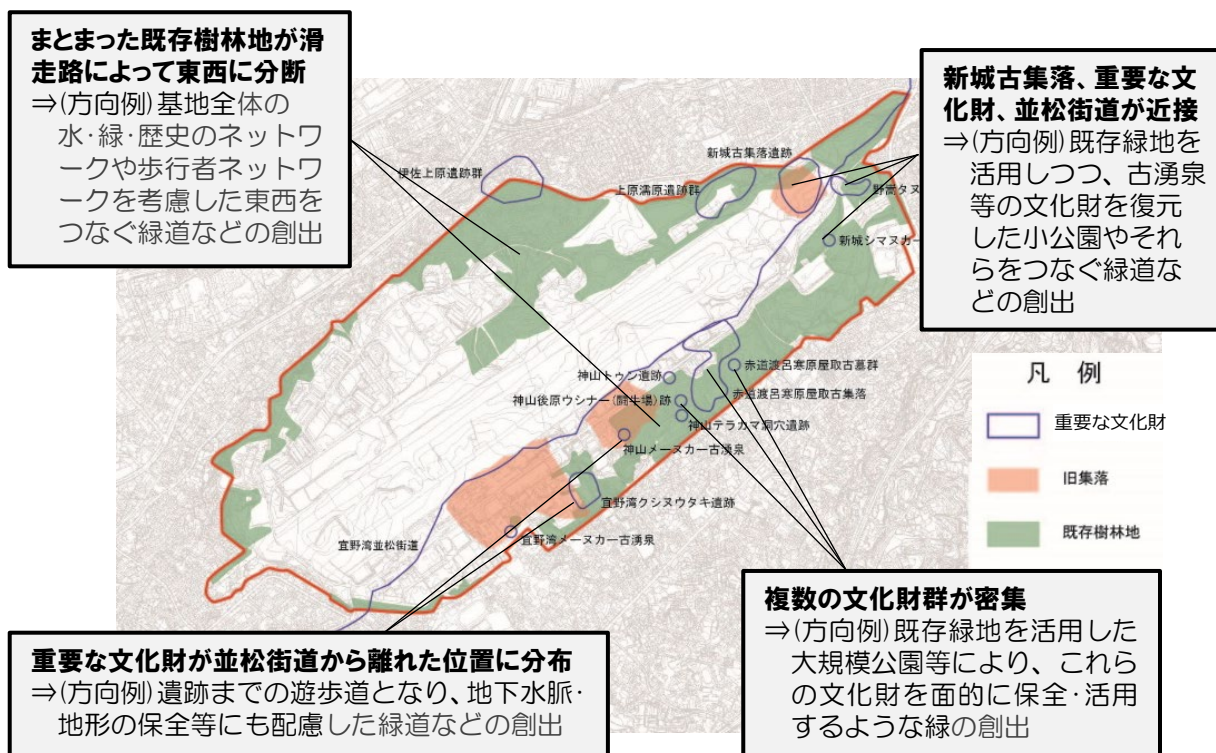 まとまった既存樹林地が滑
走路によって東西に分断
⇒(方向例)基地全体の
水・緑・歴史のネットワ
ークや歩行者ネットワ
ークを考慮した東西を
つなぐ緑道などの創出
新城古集落、重要な文
化財、並松街道が近接
⇒(方向例)既存緑地を
活用しつつ、古湧泉
等の文化財を復元
した小公園やそれ
らをつなぐ緑道な
どの創出
新城古集落遺跡
伊佐上原遺跡群
上原濡原遺跡群
野嵩タヌ
新城シマヌカー
赤道渡呂寒原屋取古墓群
神山トゥン遺跡
赤道渡呂寒原屋取古集落
神山後原ウシナー(闘牛場)跡
神山テラガマ洞穴遺跡
神山メーヌカー古湧泉
宜野湾クシヌウタキ遺跡
宜野湾並松街道
宜野湾メーヌカー古湧泉
凡 例
重要な文化財
旧集落
既存樹林地
重要な文化財が並松街道から離れた位置に分布
⇒(方向例)遺跡までの遊歩道となり、地下水脈・
地形の保全等にも配慮した緑道などの創出
複数の文化財群が密集
⇒(方向例)既存緑地を活用した
大規模公園等により、これら
の文化財を面的に保全・活用
するような緑の創出